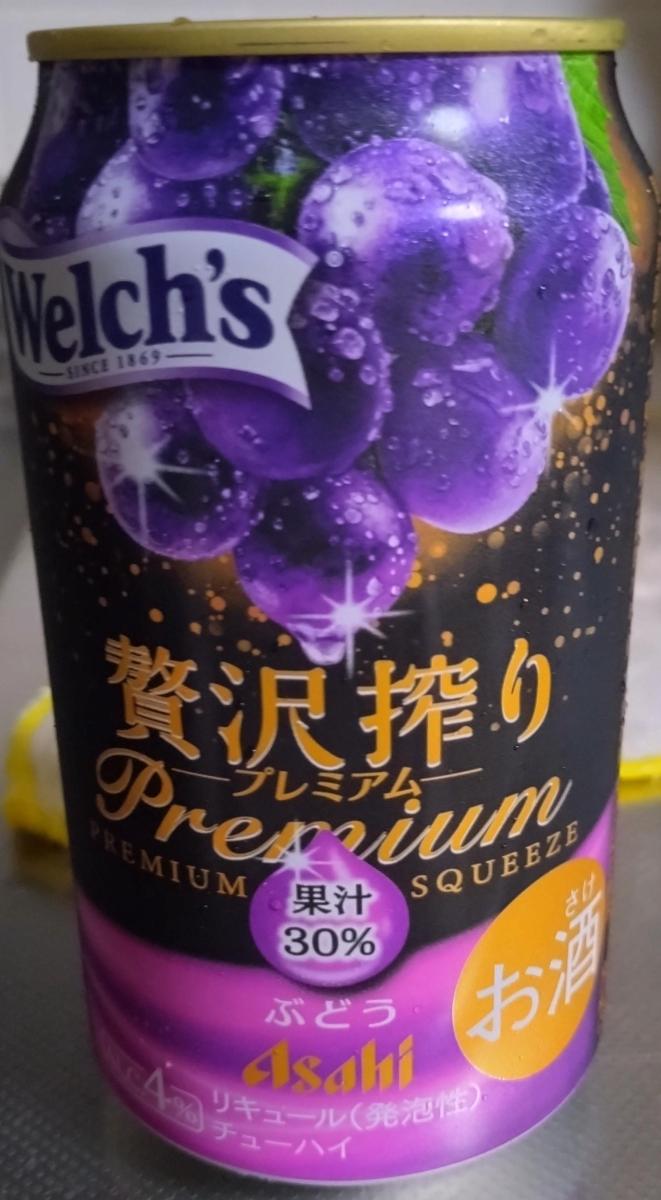 Welch's
SINCE 1869
贅沢搾り
プレミアム
Premium
PREMIUM SQUEEZE
果汁
30%
さけ
お酒
ぶどう
Asahi
ALC.4%
リキュール(発泡性)
チューハイ